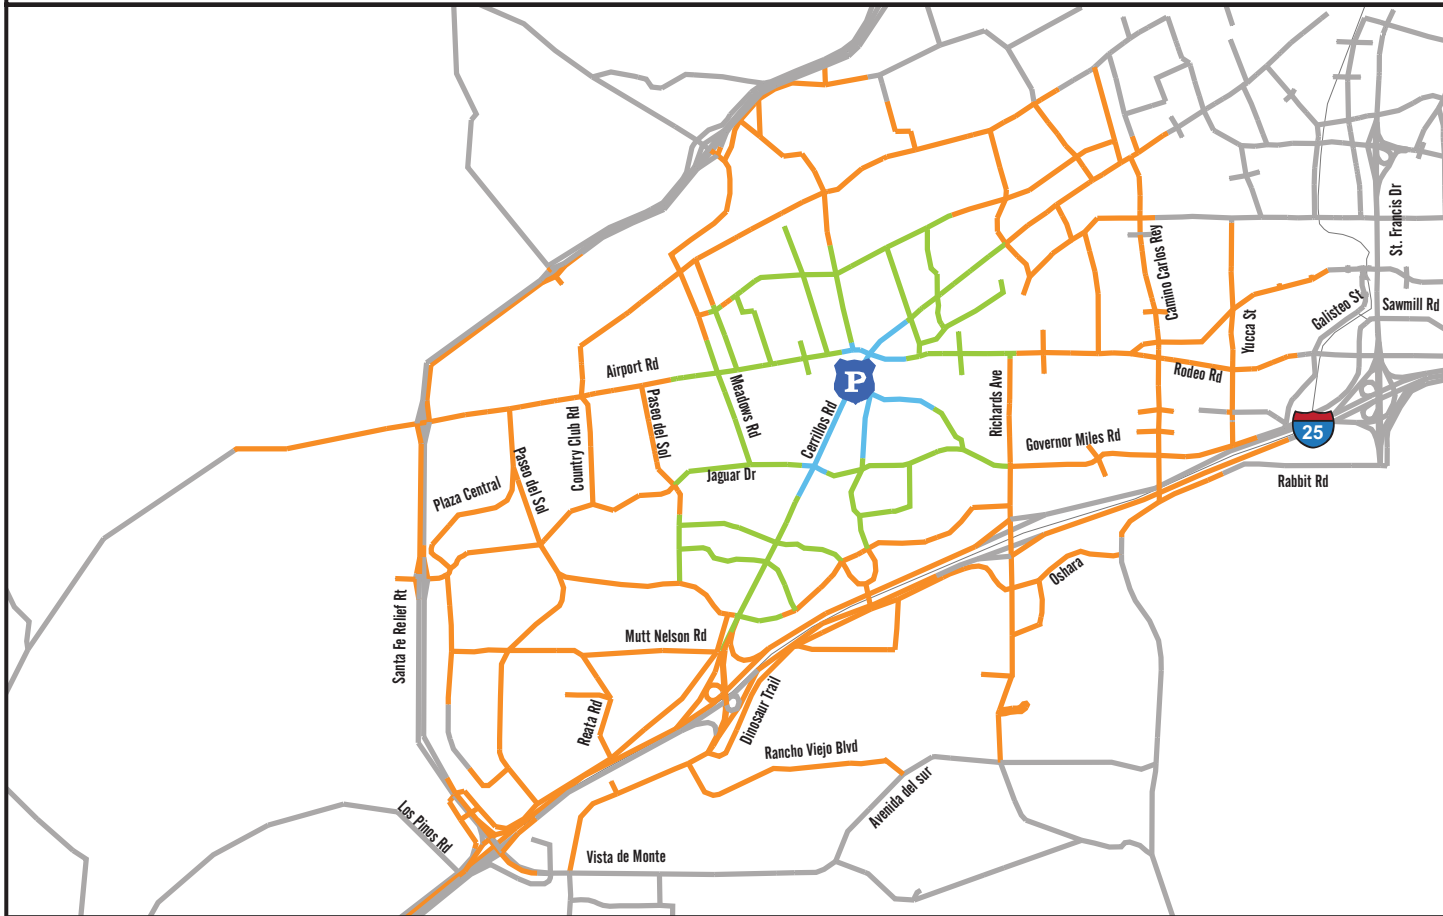 St. Francis Dr
Camino Carlos Rey
Galisteo St
Sawmill Rd
Yucca St
Airport Rd
Rodeo Rd
P
Meadows Rd
Paseo del Sol
Richards Ave
Cerrillos Rd
Country Club Rd
25
Governor Miles Rd
Jaguar Dr
Rabbit Rd
Paseo del Sol
Plaza Central
Oshara
Santa Fe Relief Rt
Mutt Nelson Rd
Reata Rd
Dinosaur Trail
Rancho Viejo Blvd
Avenida del sur
Los Pinos Rd
Vista de Monte